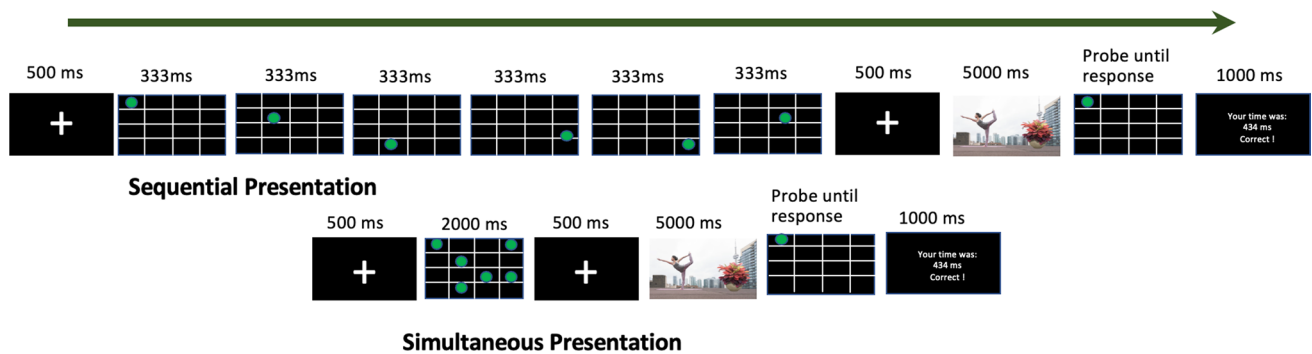 500 ms
333ms
333ms
333ms
333ms
333ms
333ms
500 ms
5000 ms
Probe until
response
1000 ms
Your time was:
434 ms
Correct !
Sequential Presentation
500 ms
2000 ms
500 ms
5000 ms
Probe until
response
1000 ms
Your time was:
434 ms
Correct !
Simultaneous Presentation